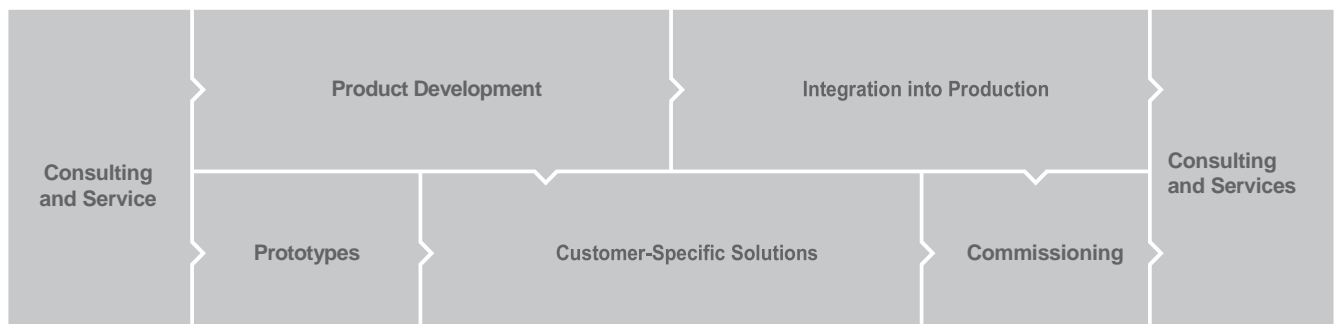 Consulting
and Service
Product Development
Integration into Production
Prototypes
Customer-Specific Solutions
Commissioning
Consulting
and Services